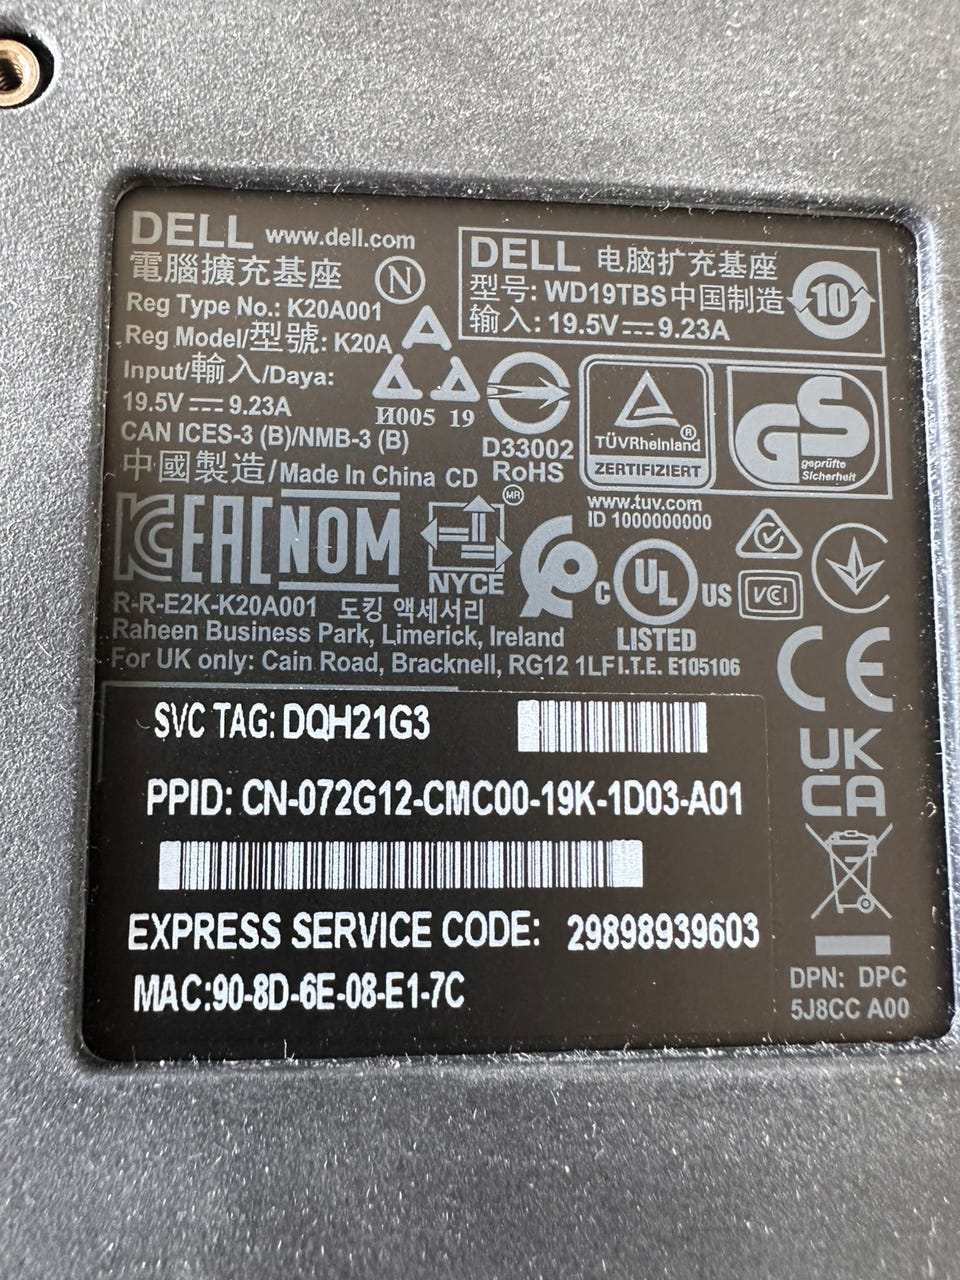 DELL www.dell.com
電腦擴充基座 N
Reg Type No.: K20A001
Reg Model/型號: K20A
Input/輸入/Daya:
19.5V⎓9.23A
CAN ICES-3 (B)/NMB-3 (B)
中國製造/Made In China CD
DELL 电脑扩充基座
型号: WD19TBS中国制造
输入: 19.5V⎓9.23A
10
И005 19
D33002
RoHS
TÜVRheinland ®
ZERTIFIZIERT
GS
geprüfte
Sicherheit
www.tuv.com
ID 1000000000
KC EAC NOM
MR
NYCE
C UL US
LISTED
I.T.E. E105106
VCI
R-R-E2K-K20A001 도킹 액세서리
Raheen Business Park, Limerick, Ireland
For UK only: Cain Road, Bracknell, RG12 1LF
CE
UK
CA
SVC TAG: DQH21G3
PPID: CN-072G12-CMC00-19K-1D03-A01
EXPRESS SERVICE CODE: 29898939603
MAC:90-8D-6E-08-E1-7C
DPN: DPC
5J8CC A00